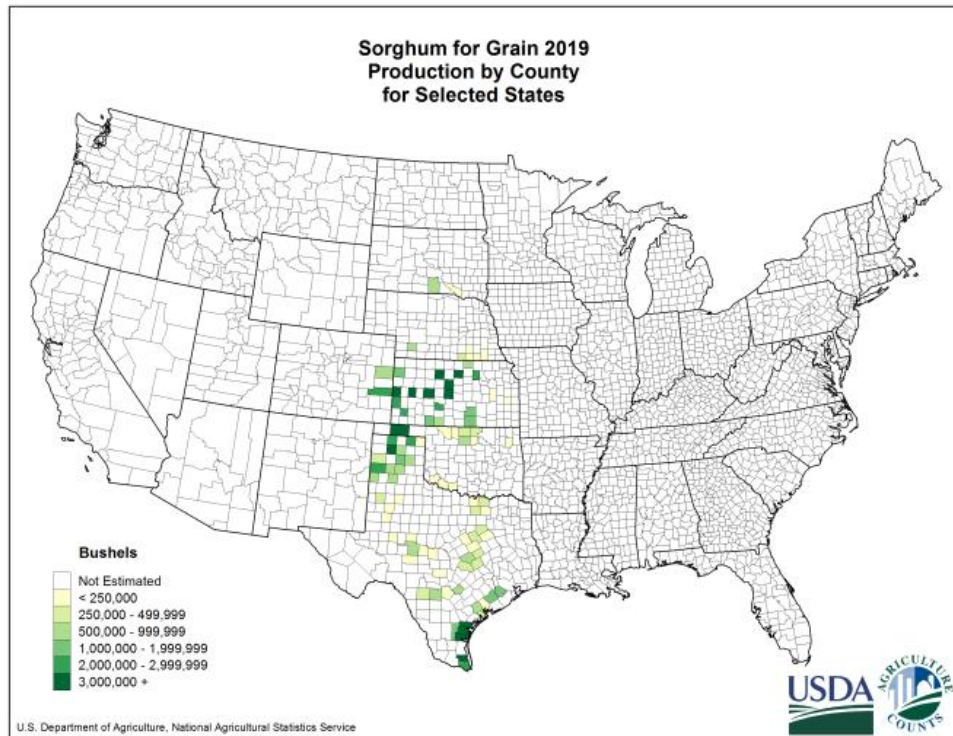 Sorghum for Grain 2019
Production by County
for Selected States
Bushels
Not Estimated
< 250,000
250,000 - 499,999
500,000 - 999,999
1,000,000 - 1,999,999
2,000,000 - 2,999,999
3,000,000 +
U.S. Department of Agriculture, National Agricultural Statistics Service
USDA
AGRICULTURE
COUNTS